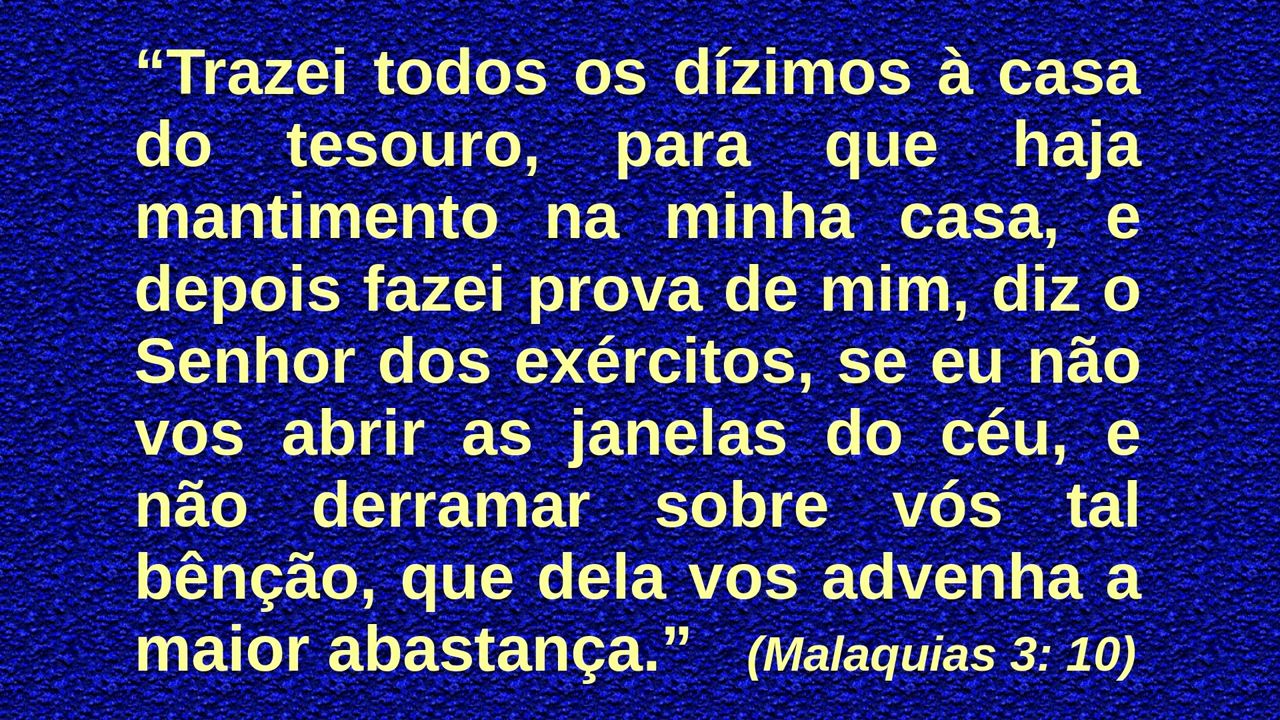 “Trazei todos os dízimos à casa
do tesouro, para que haja
mantimento na minha casa, e
depois fazei prova de mim, diz o
Senhor dos exércitos, se eu não
vos abrir as janelas do céu, e
não derramar sobre vós tal
bênção, que dela vos advenha a
maior abastança.” (Malaquias 3: 10)